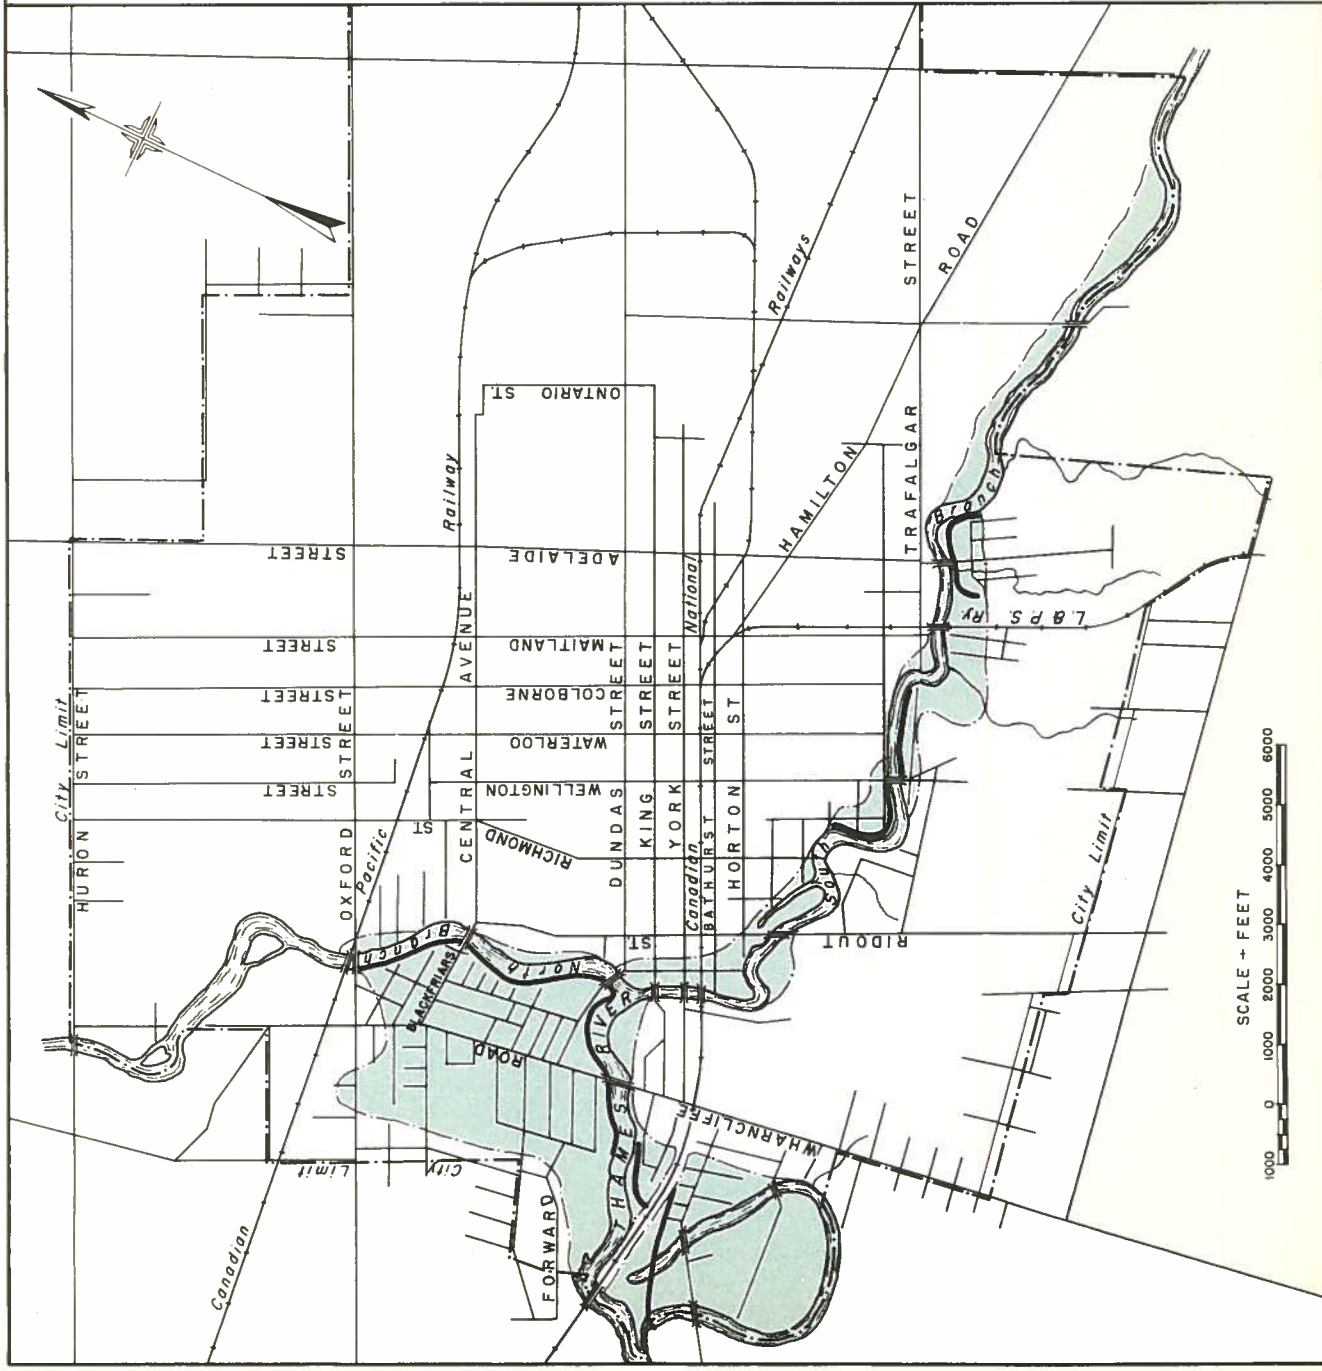 City Limit
HURON STREET
OXFORD STREET
Pacific
Railway
CENTRAL AVENUE
DUNDAS STREET
KING STREET
YORK STREET
Canadian
National
Railways
BATHURST STREET
HORTON ST
HAMILTON
ROAD
TRAFALGAR
STREET
ONTARIO ST.
ADELAIDE
STREET
MAITLAND
STREET
COLBORNE
STREET
WATERLOO
STREET
WELLINGTON
STREET
RICHMOND
ST.
RIDOUT
ST.
North Branch
South
Branch
L. & P. S. Ry.
BLACKFRIARS
ROAD
WHARNCLIFFE
THAMES RIVER
FORWARD
City Limit
Canadian
City Limit
SCALE - FEET
1000 0 1000 2000 3000 4000 5000 6000